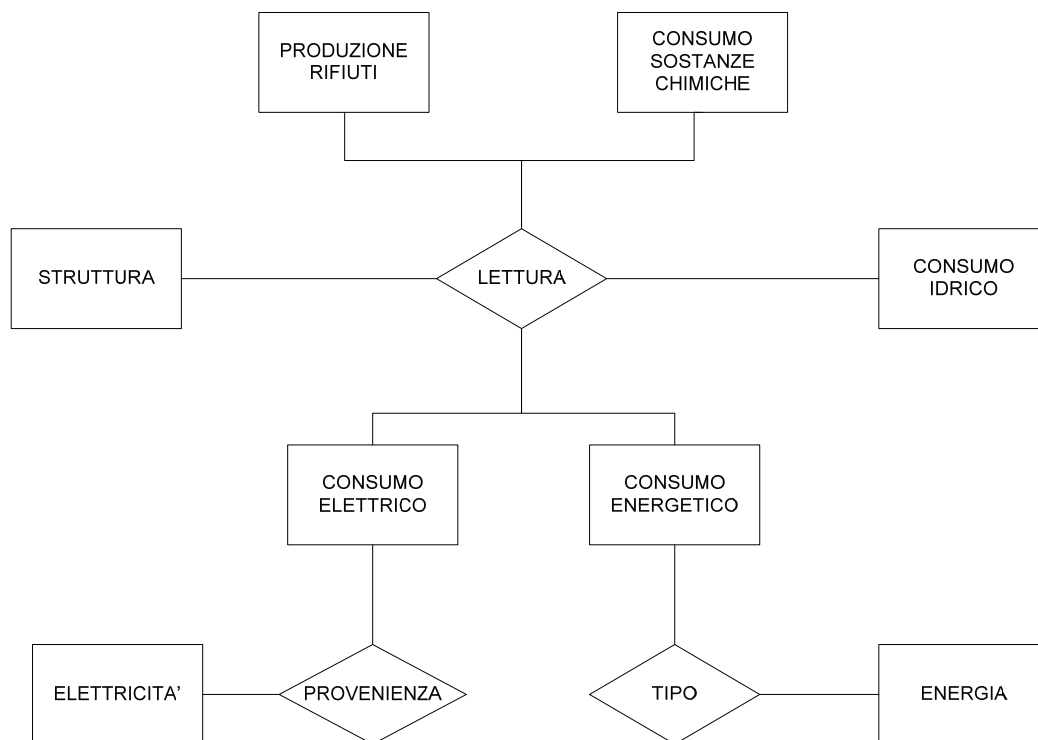 PRODUZIONE
RIFIUTI
CONSUMO
SOSTANZE
CHIMICHE
STRUTTURA
LETTURA
CONSUMO
IDRICO
CONSUMO
ELETTRICO
CONSUMO
ENERGETICO
ELETTRICITA'
PROVENIENZA
TIPO
ENERGIA